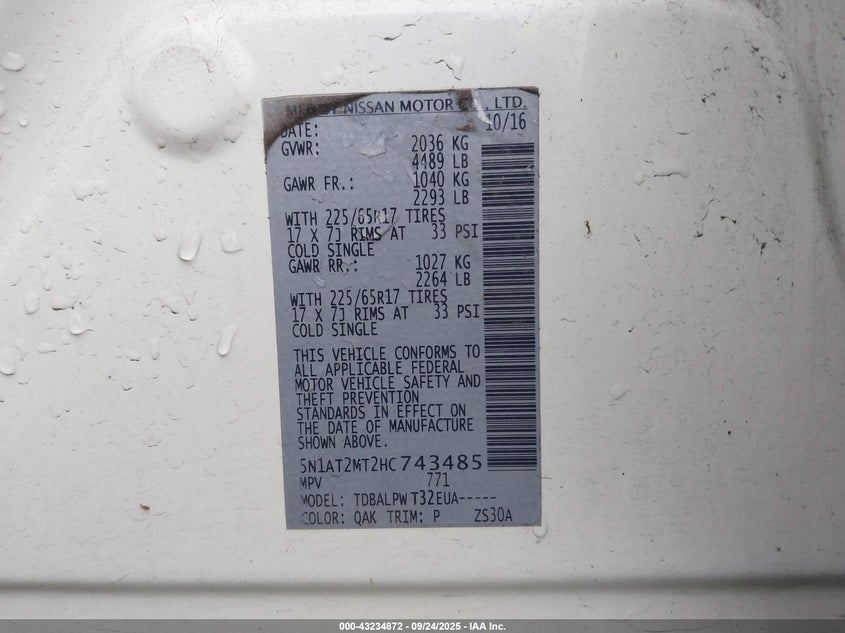 MFD BY NISSAN MOTOR CO., LTD.
DATE: 10/16
GVWR: 2036 KG
4489 LB
GAWR FR.: 1040 KG
2293 LB
WITH 225/65R17 TIRES
17 X 7J RIMS AT 33 PSI
COLD SINGLE
GAWR RR.: 1027 KG
2264 LB
WITH 225/65R17 TIRES
17 X 7J RIMS AT 33 PSI
COLD SINGLE
THIS VEHICLE CONFORMS TO
ALL APPLICABLE FEDERAL
MOTOR VEHICLE SAFETY AND
THEFT PREVENTION
STANDARDS IN EFFECT ON
THE DATE OF MANUFACTURE
SHOWN ABOVE.
5N1AT2MT2HC743485
MPV 771
MODEL: TDBALPW T32EUA-----
COLOR: QAK TRIM: P ZS30A
000-43234872 - 09/24/2025 - IAA Inc.